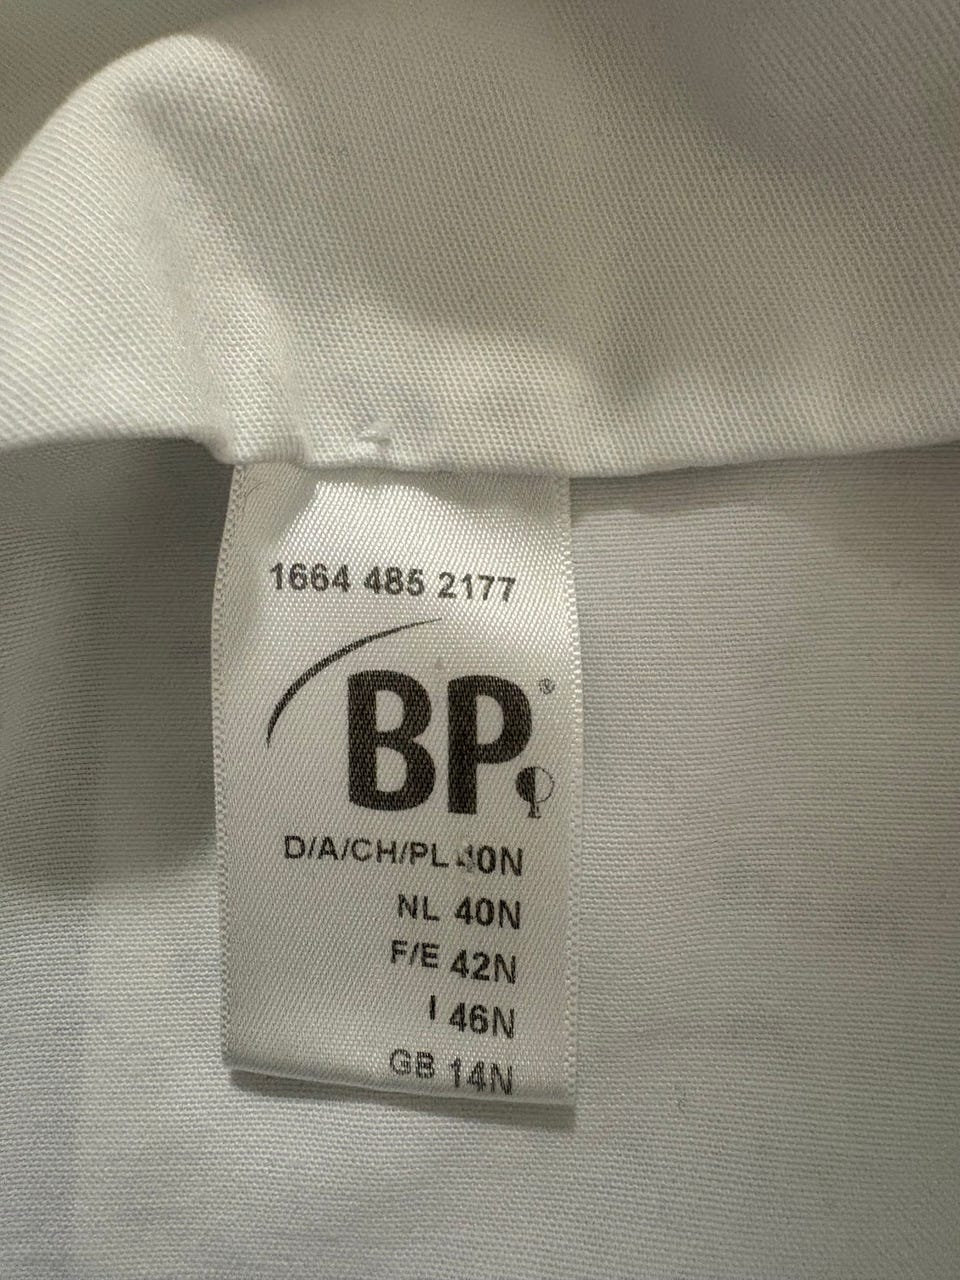 1664 485 2177
BP®
D/A/CH/PL 40N
NL 40N
F/E 42N
I 46N
GB 14N